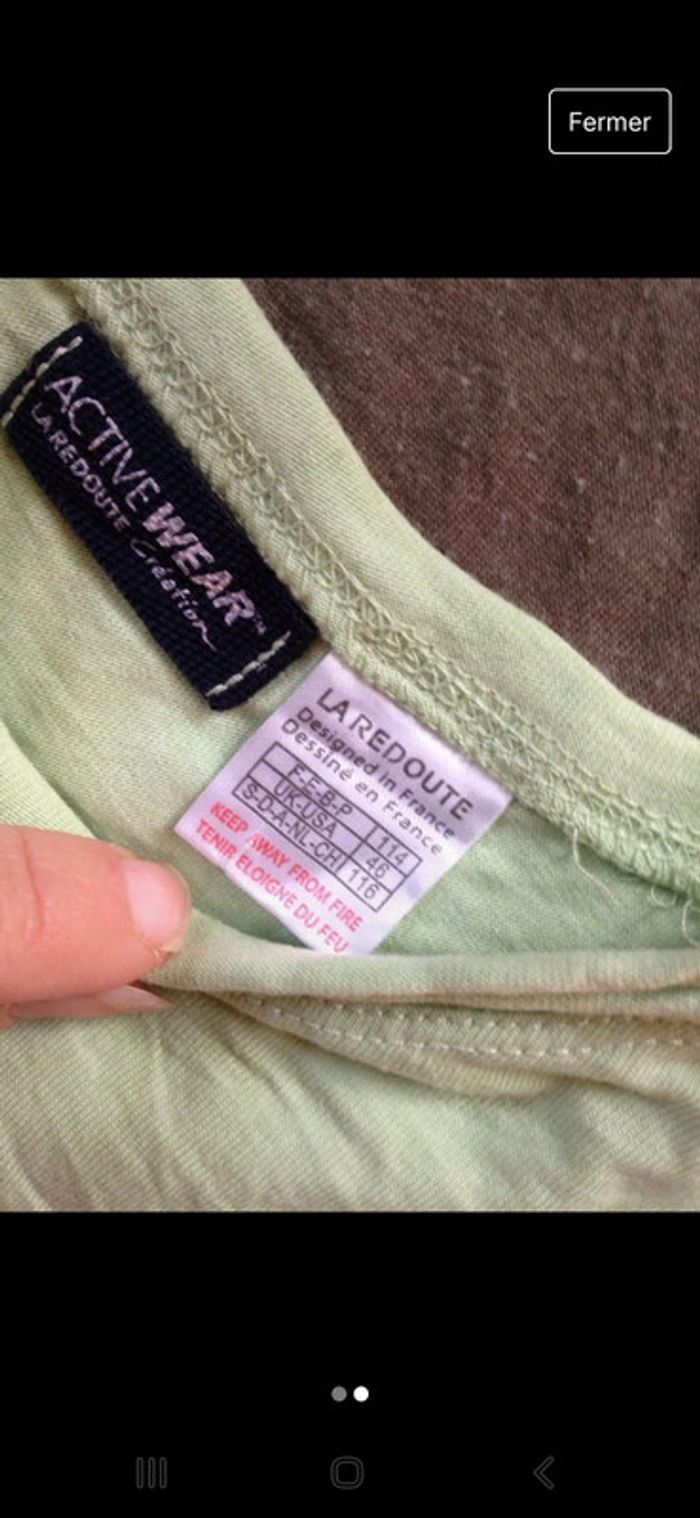 Fermer
ACTIVE WEAR™
LA REDOUTE Création
LA REDOUTE
Designed in France
Dessiné en France
F-E-B-P 114
UK-USA 46
S-D-A-NL-CH 116
KEEP AWAY FROM FIRE
TENIR ELOIGNE DU FEU